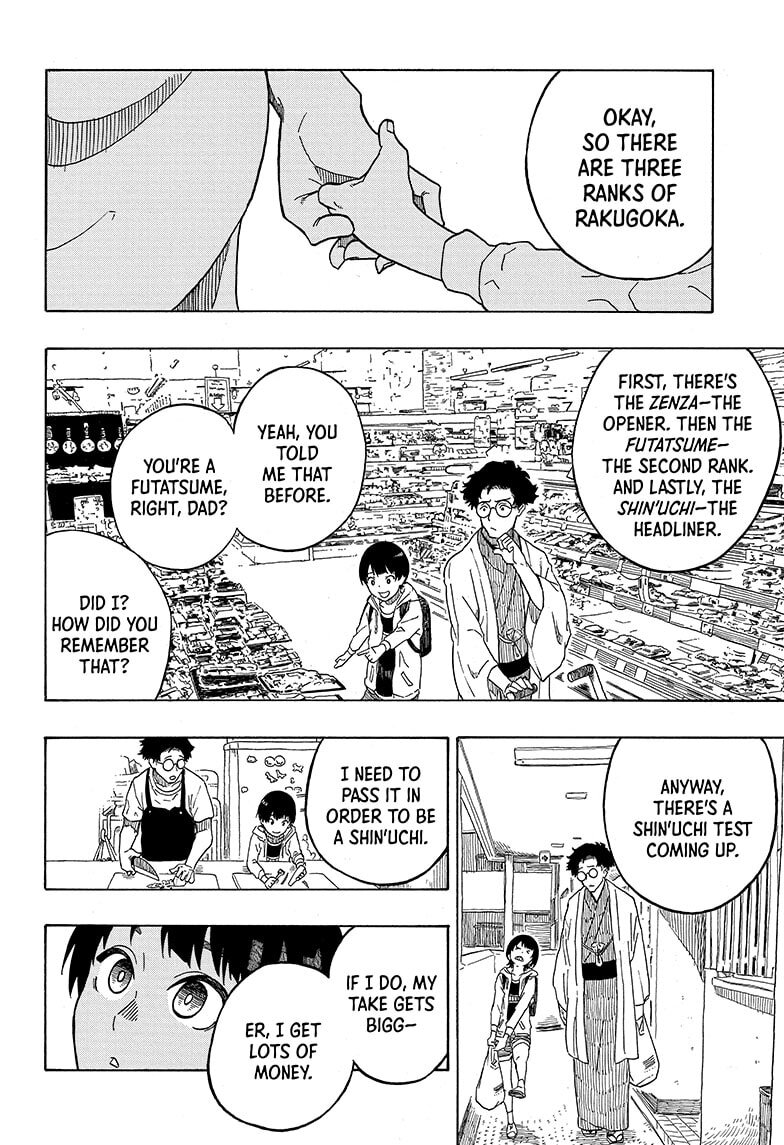 OKAY,
SO THERE
ARE THREE
RANKS OF
RAKUGOKA.
FIRST, THERE'S
THE ZENZA—THE
OPENER. THEN THE
FUTATSUME—
THE SECOND RANK.
AND LASTLY, THE
SHIN'UCHI—THE
HEADLINER.
YEAH, YOU
TOLD
ME THAT
BEFORE.
YOU'RE A
FUTATSUME,
RIGHT, DAD?
DID I?
HOW DID YOU
REMEMBER
THAT?
ANYWAY,
THERE'S A
SHIN'UCHI TEST
COMING UP.
I NEED TO
PASS IT IN
ORDER TO BE
A SHIN'UCHI.
IF I DO, MY
TAKE GETS
BIGG—
ER, I GET
LOTS OF
MONEY.